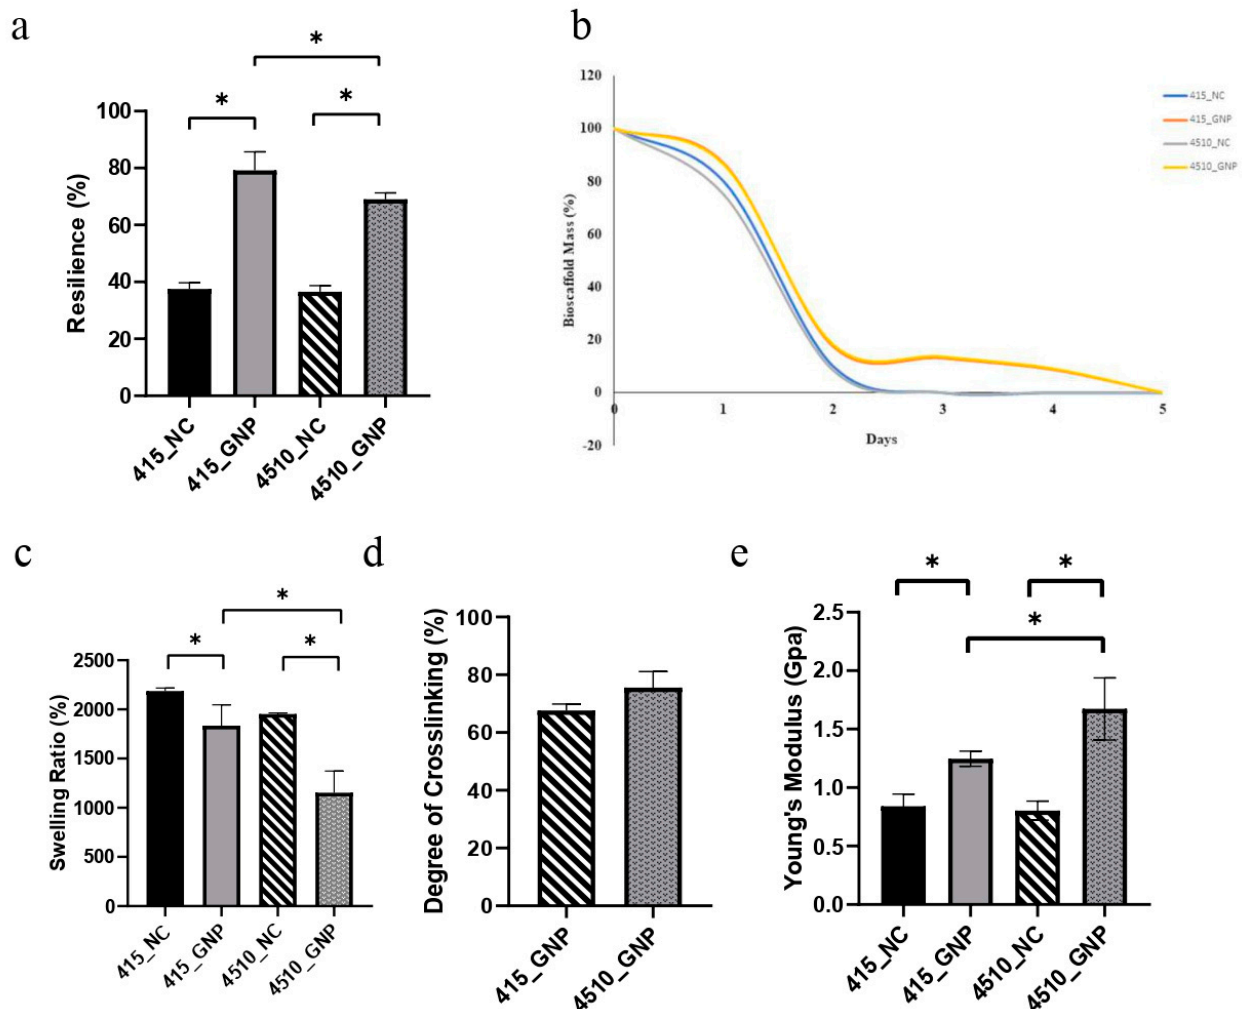 a
*
*
*
100
80
60
40
20
0
Resilience (%)
415_NC
415_GNP
4510_NC
4510_GNP
b
120
100
80
60
40
20
0
-20
Bioscaffold Mass (%)
0
1
2
3
4
5
Days
415_NC
415_GNP
4510_NC
4510_GNP
c
*
*
*
2500
2000
1500
1000
500
0
Swelling Ratio (%)
415_NC
415_GNP
4510_NC
4510_GNP
d
100
80
60
40
20
0
Degree of Crosslinking (%)
415_GNP
4510_GNP
e
*
*
*
2.5
2.0
1.5
1.0
0.5
0.0
Young's Modulus (Gpa)
415_NC
415_GNP
4510_NC
4510_GNP